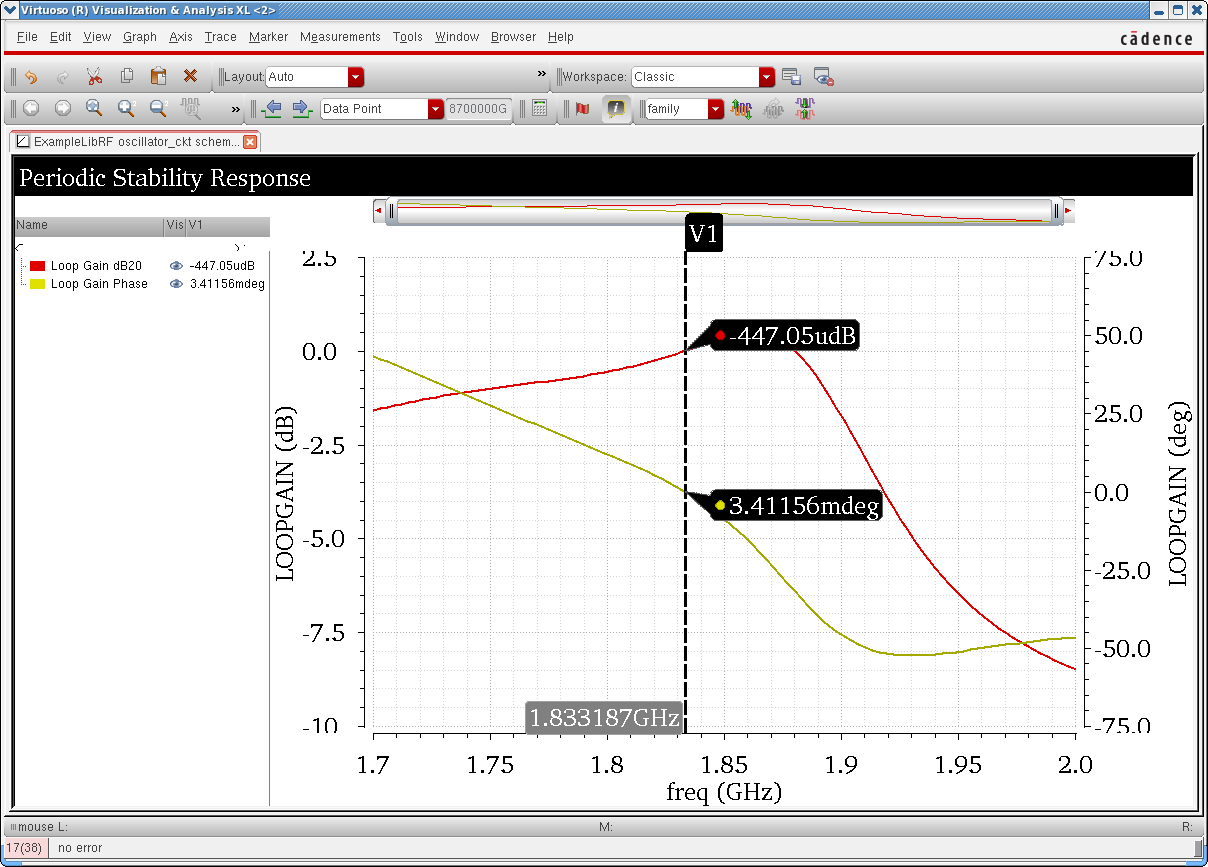 Virtuoso (R) Visualization & Analysis XL <2>
File Edit View Graph Axis Trace Marker Measurements Tools Window Browser Help
cādence
Layout: Auto » Workspace: Classic
» Data Point 8700000G family
ExampleLibRF oscillator_ckt schem...
Periodic Stability Response
Name Vis V1
Loop Gain dB20 -447.05udB
Loop Gain Phase 3.41156mdeg
V1
2.5
0.0
-2.5
-5.0
-7.5
-10
LOOPGAIN (dB)
-447.05udB
3.41156mdeg
1.833187GHz
75.0
50.0
25.0
0.0
-25.0
-50.0
-75.0
LOOPGAIN (deg)
1.7 1.75 1.8 1.85 1.9 1.95 2.0
freq (GHz)
mouse L: M: R:
17(38) no error